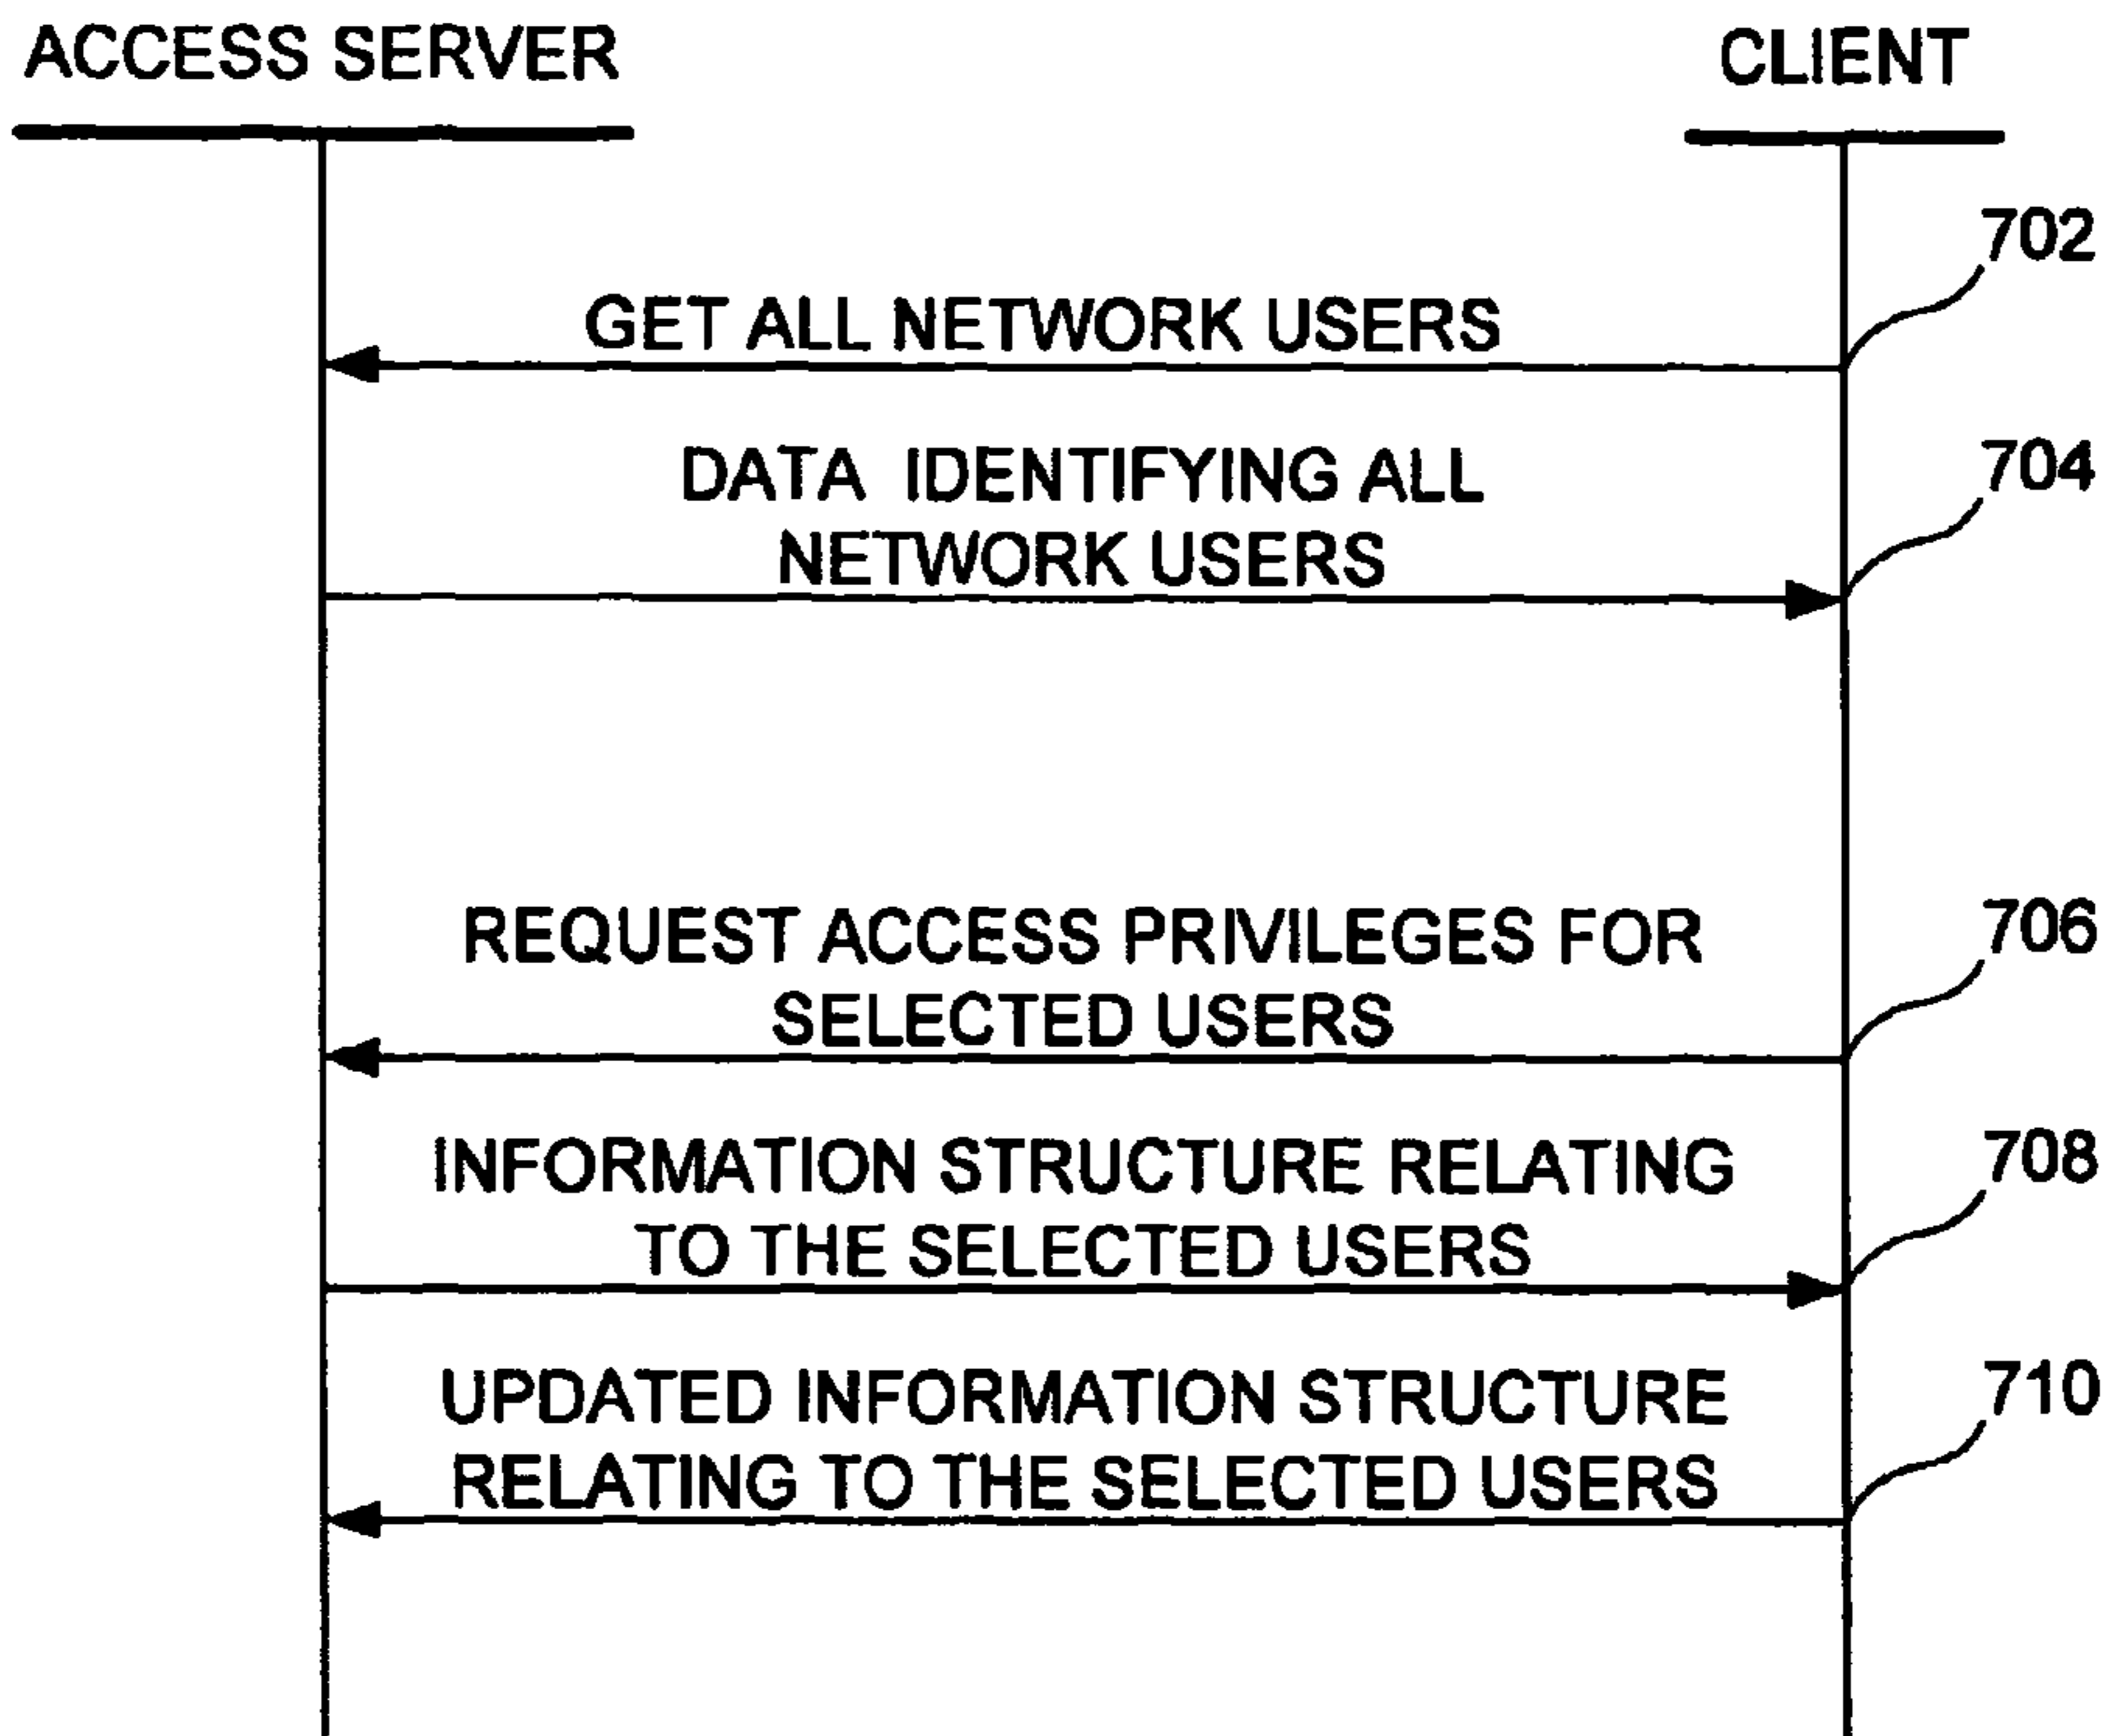 ACCESS SERVER
CLIENT
702
GET ALL NETWORK USERS
704
DATA IDENTIFYING ALL
NETWORK USERS
706
REQUEST ACCESS PRIVILEGES FOR
SELECTED USERS
708
INFORMATION STRUCTURE RELATING
TO THE SELECTED USERS
710
UPDATED INFORMATION STRUCTURE
RELATING TO THE SELECTED USERS